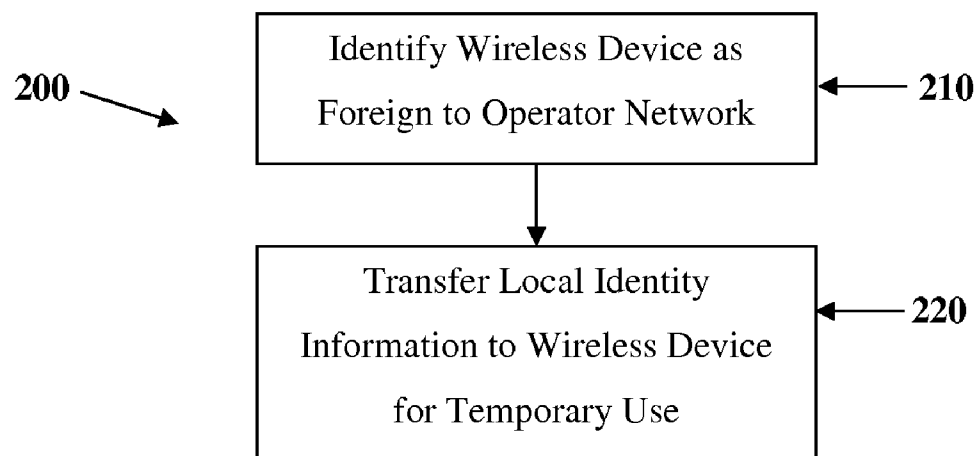 200
Identify Wireless Device as
Foreign to Operator Network
210
Transfer Local Identity
Information to Wireless Device
for Temporary Use
220